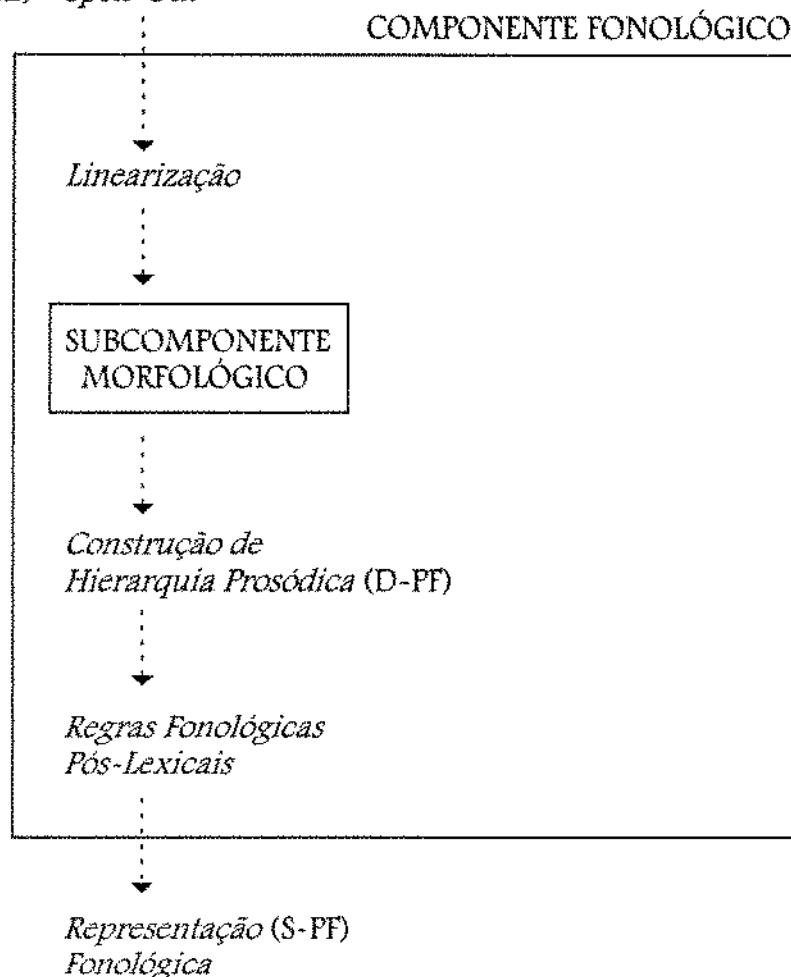 COMPONENTE FONOLÓGICO
Linearização
SUBCOMPONENTE
MORFOLÓGICO
Construção de
Hierarquia Prosódica (D-PF)
Regras Fonológicas
Pós-Lexicais
Representação (S-PF)
Fonológica